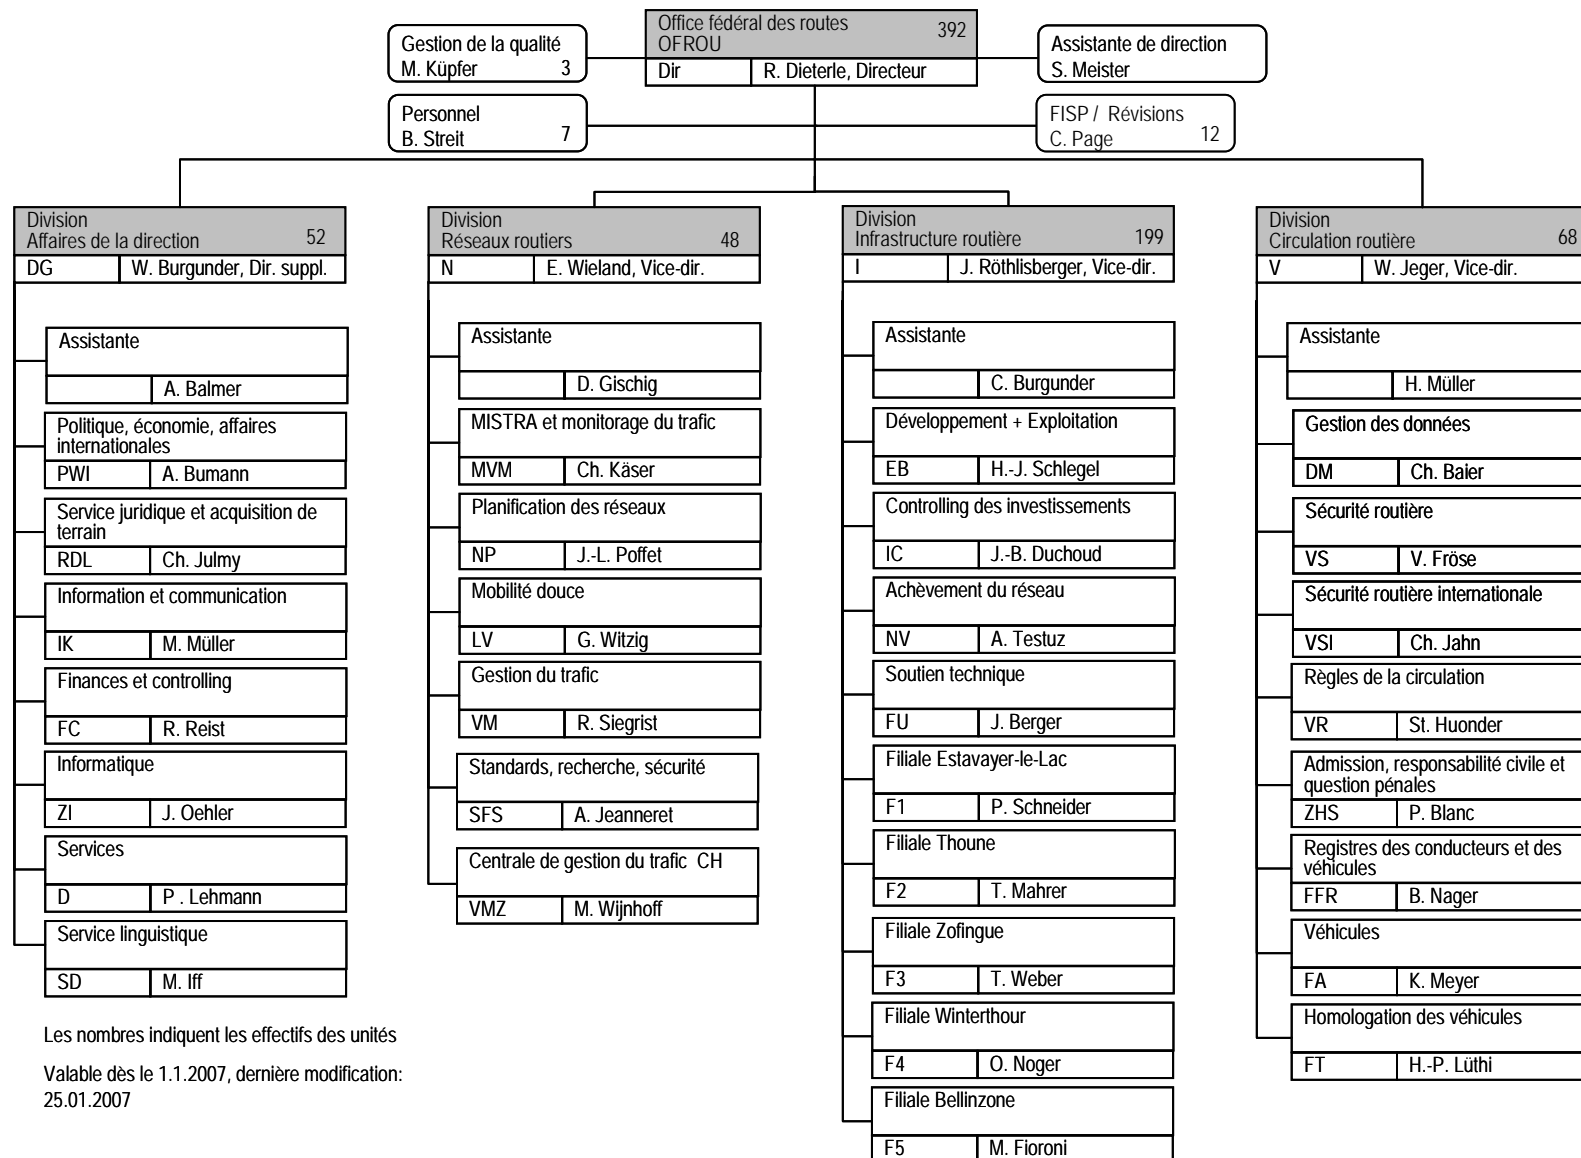 Office fédéral des routes 392
OFROU
Dir R. Dieterle, Directeur
Gestion de la qualité
M. Küpfer 3
Assistante de direction
S. Meister
Personnel
B. Streit 7
FISP / Révisions
C. Page 12
Division
Affaires de la direction 52
DG W. Burgunder, Dir. suppl.
Assistante
A. Balmer
Politique, économie, affaires
internationales
PWI A. Bumann
Service juridique et acquisition de
terrain
RDL Ch. Julmy
Information et communication
IK M. Müller
Finances et controlling
FC R. Reist
Informatique
ZI J. Oehler
Services
D P . Lehmann
Service linguistique
SD M. Iff
Division
Réseaux routiers 48
N E. Wieland, Vice-dir.
Assistante
D. Gischig
MISTRA et monitorage du trafic
MVM Ch. Käser
Planification des réseaux
NP J.-L. Poffet
Mobilité douce
LV G. Witzig
Gestion du trafic
VM R. Siegrist
Standards, recherche, sécurité
SFS A. Jeanneret
Centrale de gestion du trafic CH
VMZ M. Wijnhoff
Division
Infrastructure routière 199
I J. Röthlisberger, Vice-dir.
Assistante
C. Burgunder
Développement + Exploitation
EB H.-J. Schlegel
Controlling des investissements
IC J.-B. Duchoud
Achèvement du réseau
NV A. Testuz
Soutien technique
FU J. Berger
Filiale Estavayer-le-Lac
F1 P. Schneider
Filiale Thoune
F2 T. Mahrer
Filiale Zofingue
F3 T. Weber
Filiale Winterthour
F4 O. Noger
Filiale Bellinzone
F5 M. Fioroni
Division
Circulation routière 68
V W. Jeger, Vice-dir.
Assistante
H. Müller
Gestion des données
DM Ch. Baier
Sécurité routière
VS V. Fröse
Sécurité routière internationale
VSI Ch. Jahn
Règles de la circulation
VR St. Huonder
Admission, responsabilité civile et
question pénales
ZHS P. Blanc
Registres des conducteurs et des
véhicules
FFR B. Nager
Véhicules
FA K. Meyer
Homologation des véhicules
FT H.-P. Lüthi
Les nombres indiquent les effectifs des unités
Valable dès le 1.1.2007, dernière modification:
25.01.2007